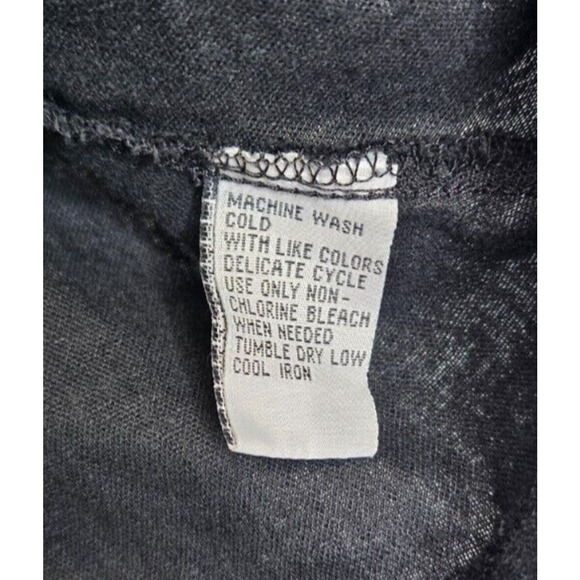 MACHINE WASH
COLD
WITH LIKE COLORS
DELICATE CYCLE
USE ONLY NON-
CHLORINE BLEACH
WHEN NEEDED
TUMBLE DRY LOW
COOL IRON